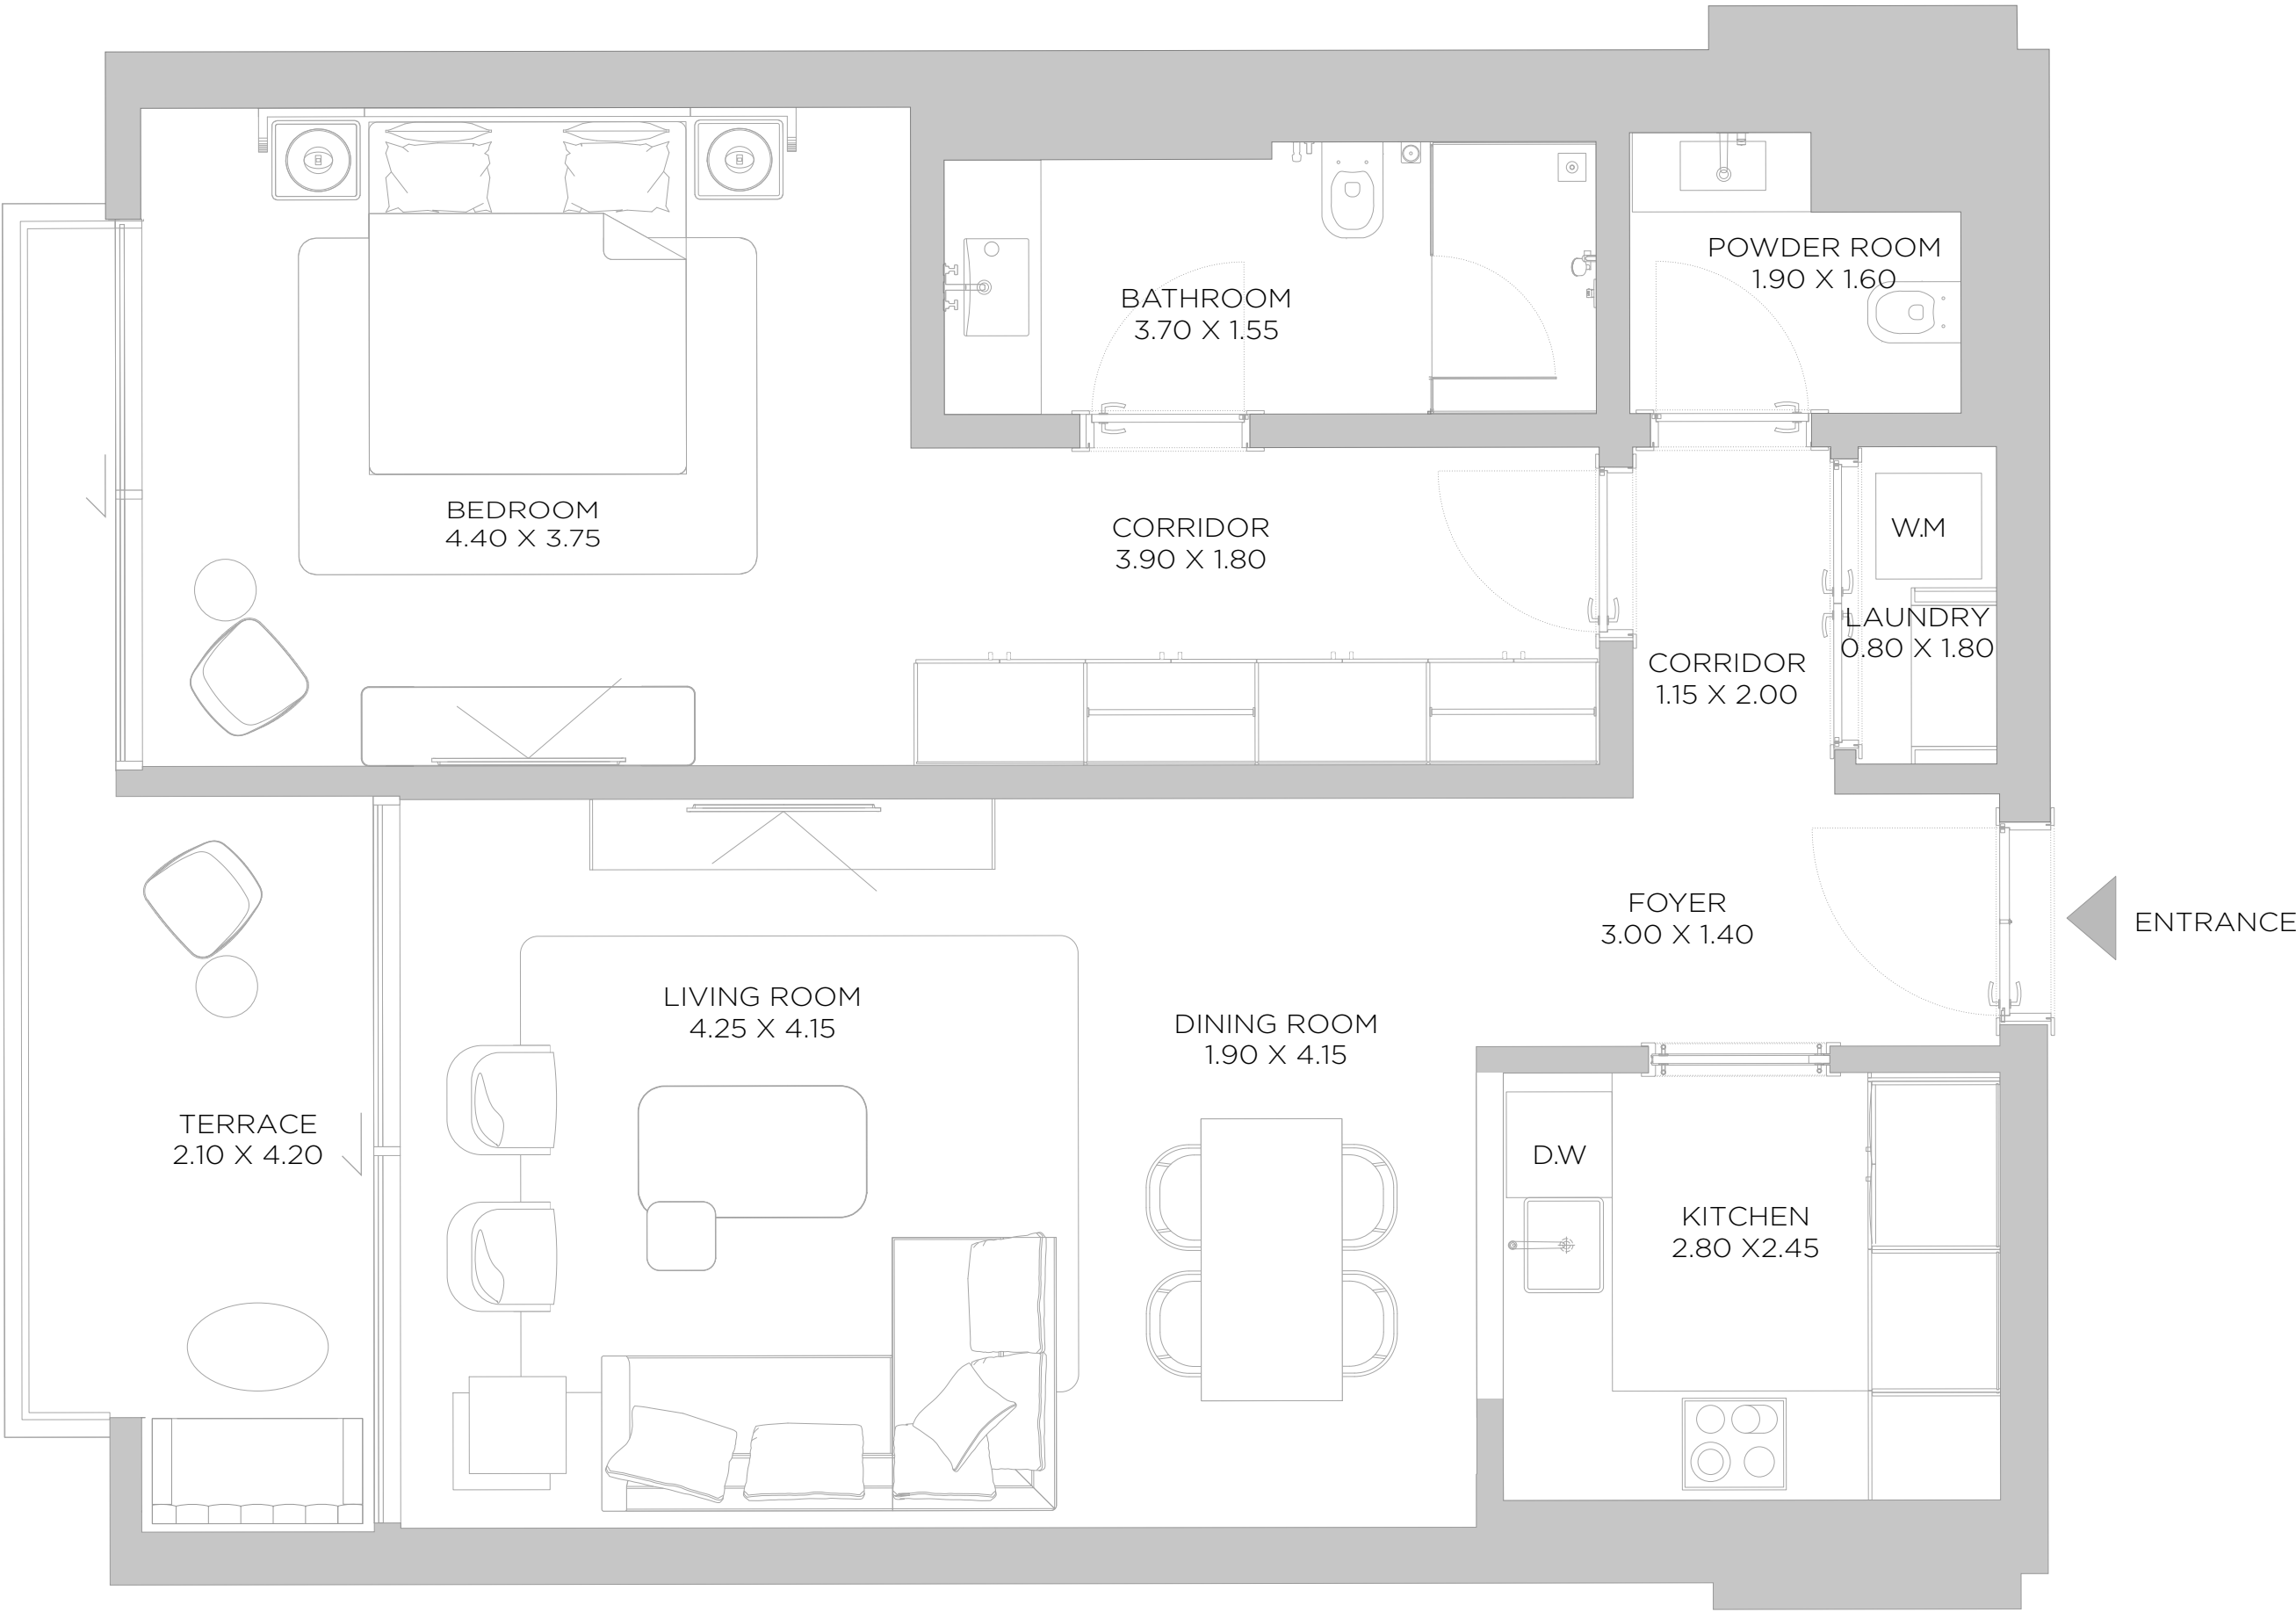 POWDER ROOM
1.90 X 1.60
BATHROOM
3.70 X 1.55
BEDROOM
4.40 X 3.75
CORRIDOR
3.90 X 1.80
W.M
LAUNDRY
0.80 X 1.80
CORRIDOR
1.15 X 2.00
FOYER
3.00 X 1.40
ENTRANCE
LIVING ROOM
4.25 X 4.15
DINING ROOM
1.90 X 4.15
TERRACE
2.10 X 4.20
D.W
KITCHEN
2.80 X2.45